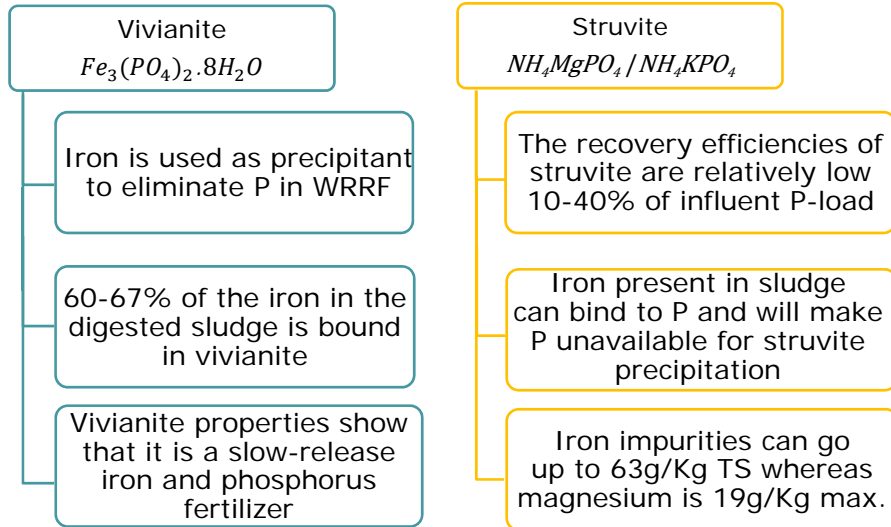 Vivianite
Fe₃(PO₄)₂.8H₂O
Iron is used as precipitant
to eliminate P in WRRF
60-67% of the iron in the
digested sludge is bound
in vivianite
Vivianite properties show
that it is a slow-release
iron and phosphorus
fertilizer
Struvite
NH₄MgPO₄/NH₄KPO₄
The recovery efficiencies of
struvite are relatively low
10-40% of influent P-load
Iron present in sludge
can bind to P and will make
P unavailable for struvite
precipitation
Iron impurities can go
up to 63g/Kg TS whereas
magnesium is 19g/Kg max.